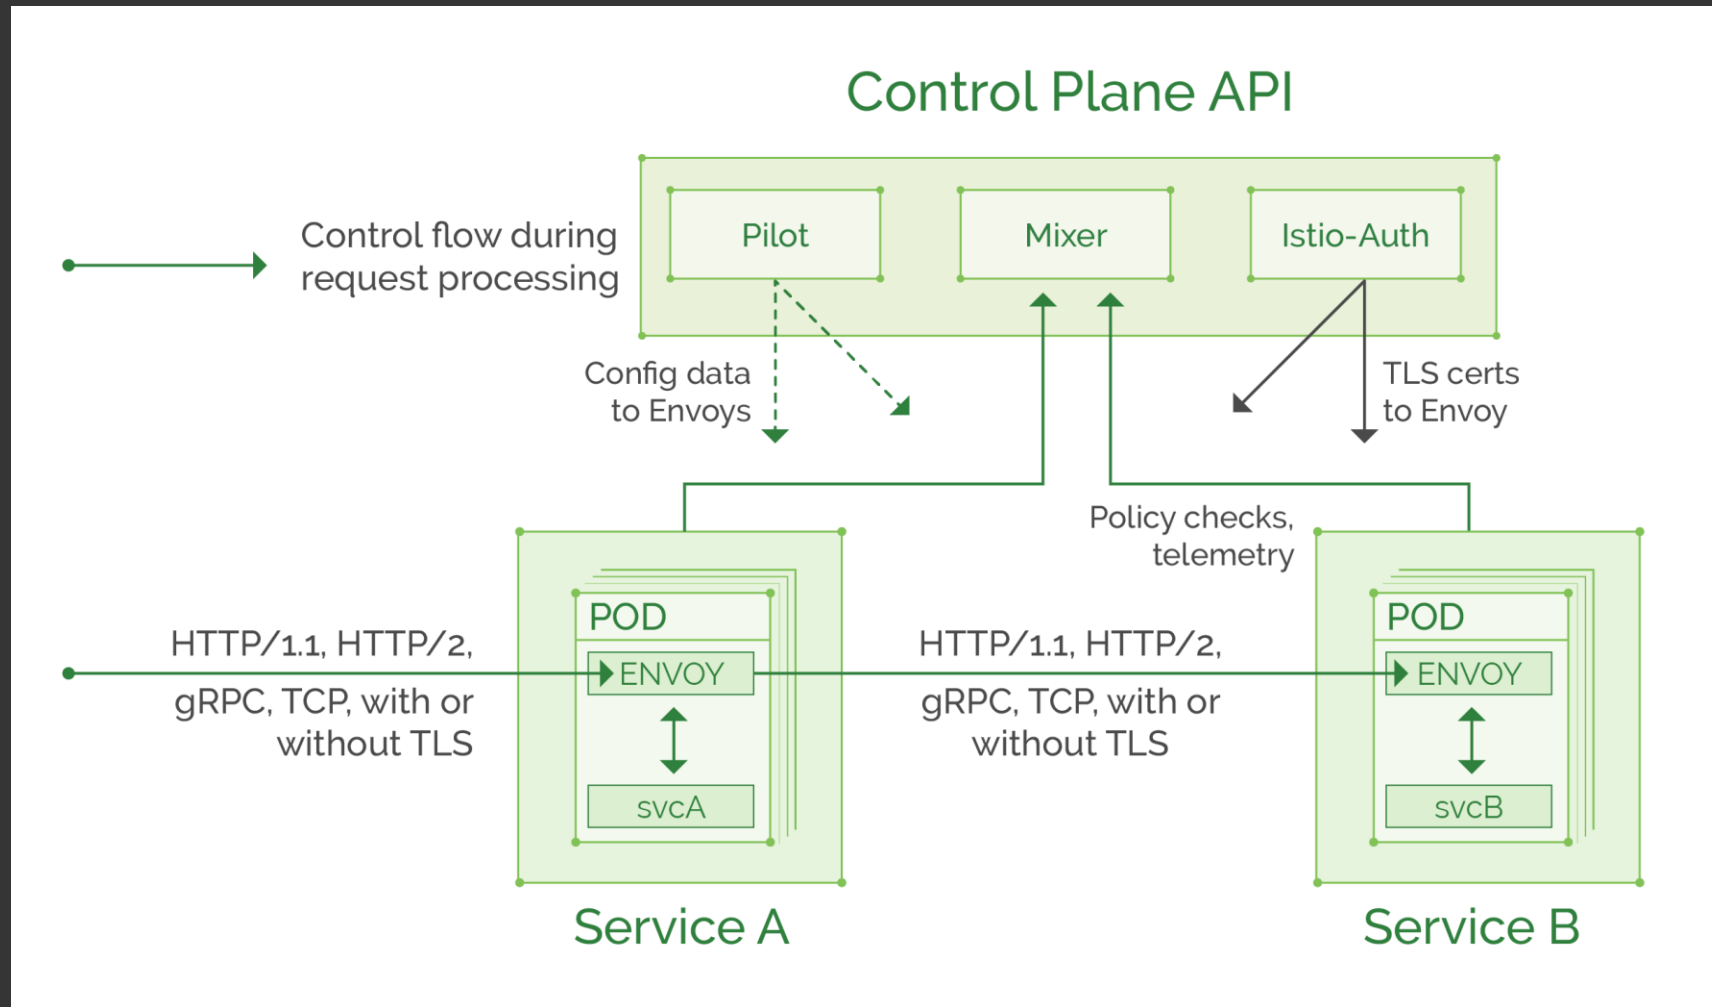 Control Plane API
Pilot
Mixer
Istio-Auth
Control flow during
request processing
Config data
to Envoys
TLS certs
to Envoy
Policy checks,
telemetry
HTTP/1.1, HTTP/2,
gRPC, TCP, with or
without TLS
POD
ENVOY
svcA
HTTP/1.1, HTTP/2,
gRPC, TCP, with or
without TLS
POD
ENVOY
svcB
Service A
Service B